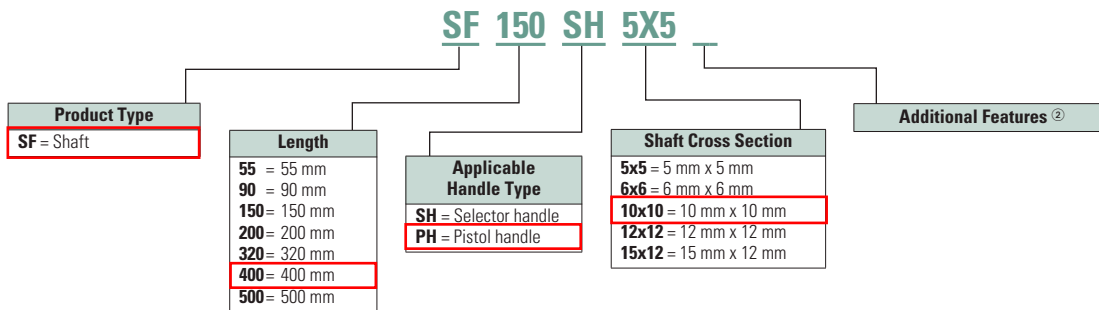 SF 150 SH 5X5 _
Product Type
SF = Shaft
Length
55 = 55 mm
90 = 90 mm
150= 150 mm
200= 200 mm
320= 320 mm
400= 400 mm
500= 500 mm
Applicable
Handle Type
SH = Selector handle
PH = Pistol handle
Shaft Cross Section
5x5 = 5 mm x 5 mm
6x6 = 6 mm x 6 mm
10x10 = 10 mm x 10 mm
12x12 = 12 mm x 12 mm
15x12 = 15 mm x 12 mm
Additional Features ②